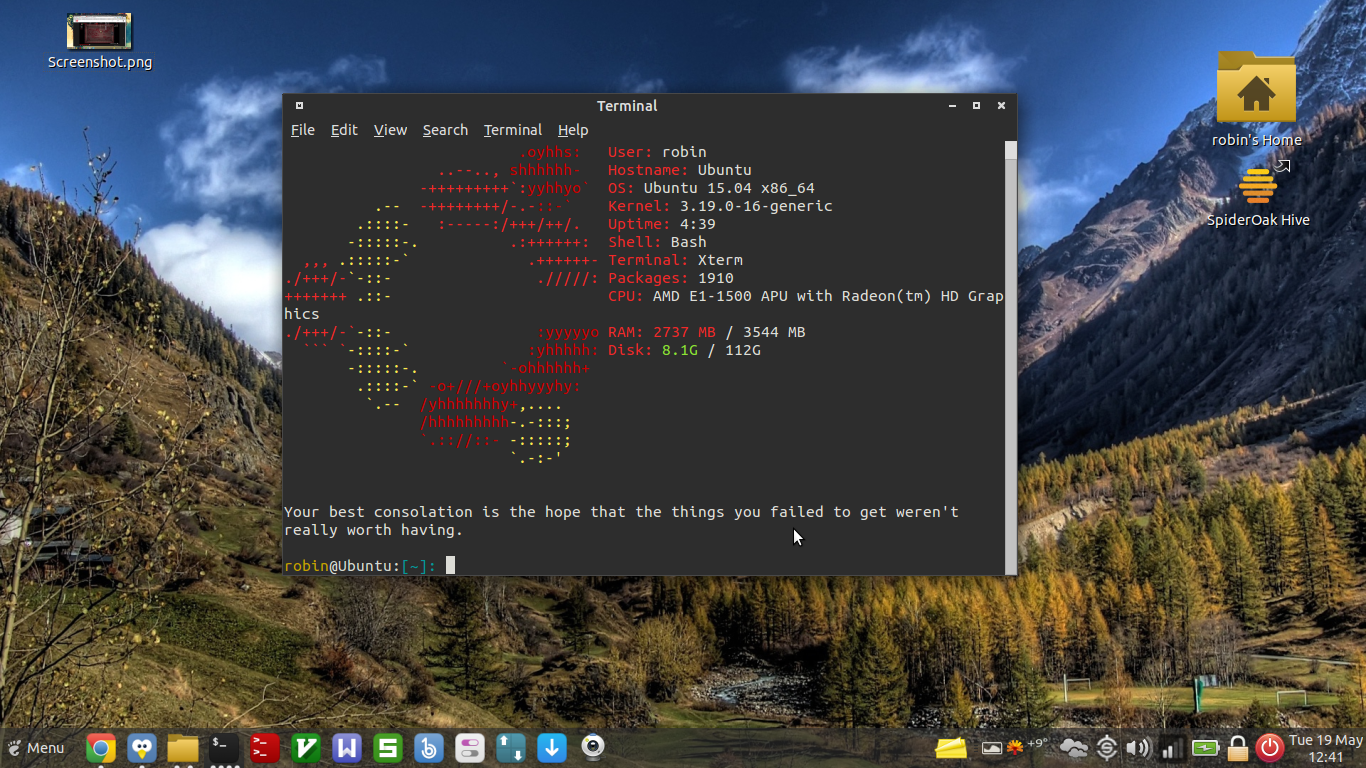 Screenshot.png
robin's Home
SpiderOak Hive
Terminal
File Edit View Search Terminal Help
.oyhhs: User: robin
..--.., shhhhhh- Hostname: Ubuntu
-+++++++++`:yyhhyo` OS: Ubuntu 15.04 x86_64
.-- -++++++++/-.-::-` Kernel: 3.19.0-16-generic
.::::- :-----:/+++/++/. Uptime: 4:39
-:::::-. .:++++++: Shell: Bash
,,, .:::::-` .++++++- Terminal: Xterm
./+++/-`-::- ./////: Packages: 1910
+++++++ .::- CPU: AMD E1-1500 APU with Radeon(tm) HD Grap
hics
./+++/-`-::- :yyyyyo RAM: 2737 MB / 3544 MB
``` `-::::-` :yhhhhh: Disk: 8.1G / 112G
-:::::-. `-ohhhhhh+
.::::-` -o+///+oyhhyyyhy:
`.-- /yhhhhhhhy+,....
/hhhhhhhhh-.-:::;
`.:://::- -:::::;
`.-:-'
Your best consolation is the hope that the things you failed to get weren't
really worth having.
robin@Ubuntu:[~]:
Menu
$-
>-
>-
V
W
S
b
+9°
Tue 19 May
12:41